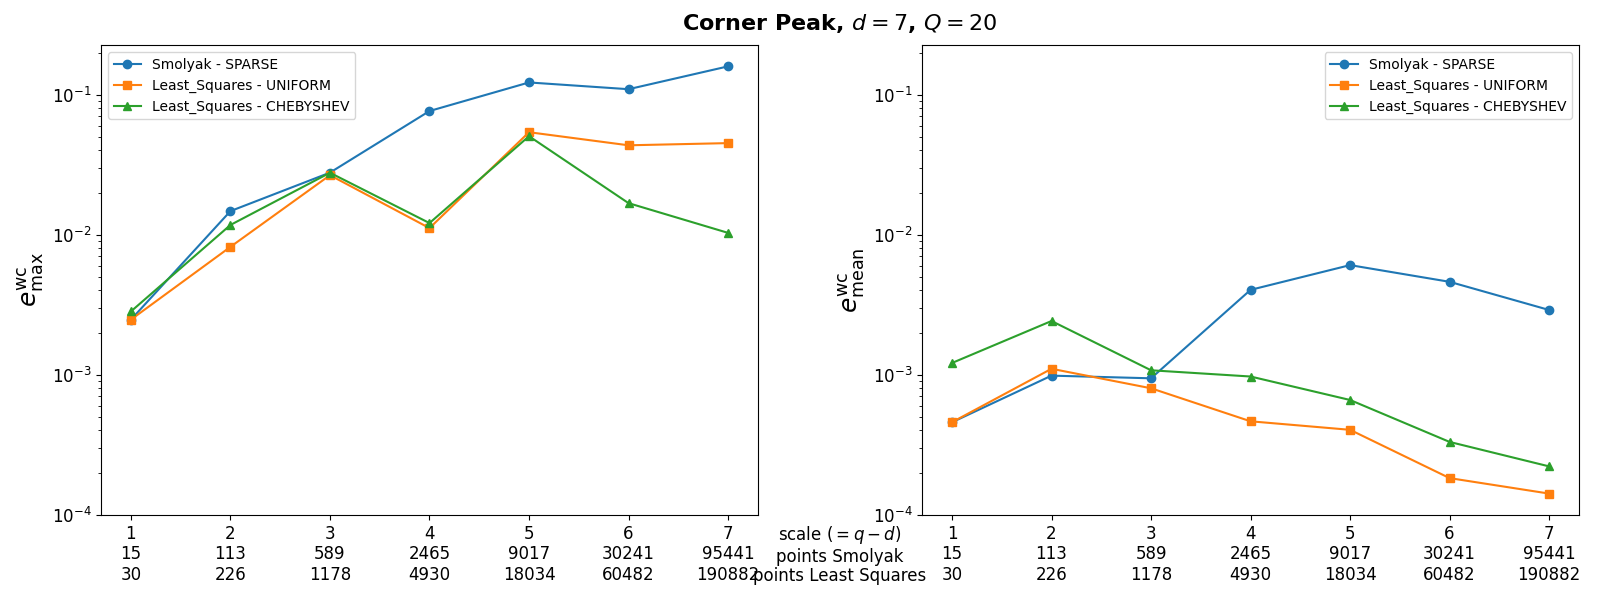 Corner Peak, d = 7, Q = 20
Smolyak - SPARSE
Least_Squares - UNIFORM
Least_Squares - CHEBYSHEV
10⁻¹
10⁻²
10⁻³
10⁻⁴
e_max^wc
1 2 3 4 5 6 7
15 113 589 2465 9017 30241 95441
30 226 1178 4930 18034 60482 190882
scale (= q − d)
points Smolyak
points Least Squares
Smolyak - SPARSE
Least_Squares - UNIFORM
Least_Squares - CHEBYSHEV
10⁻¹
10⁻²
10⁻³
10⁻⁴
e_mean^wc
1 2 3 4 5 6 7
15 113 589 2465 9017 30241 95441
30 226 1178 4930 18034 60482 190882